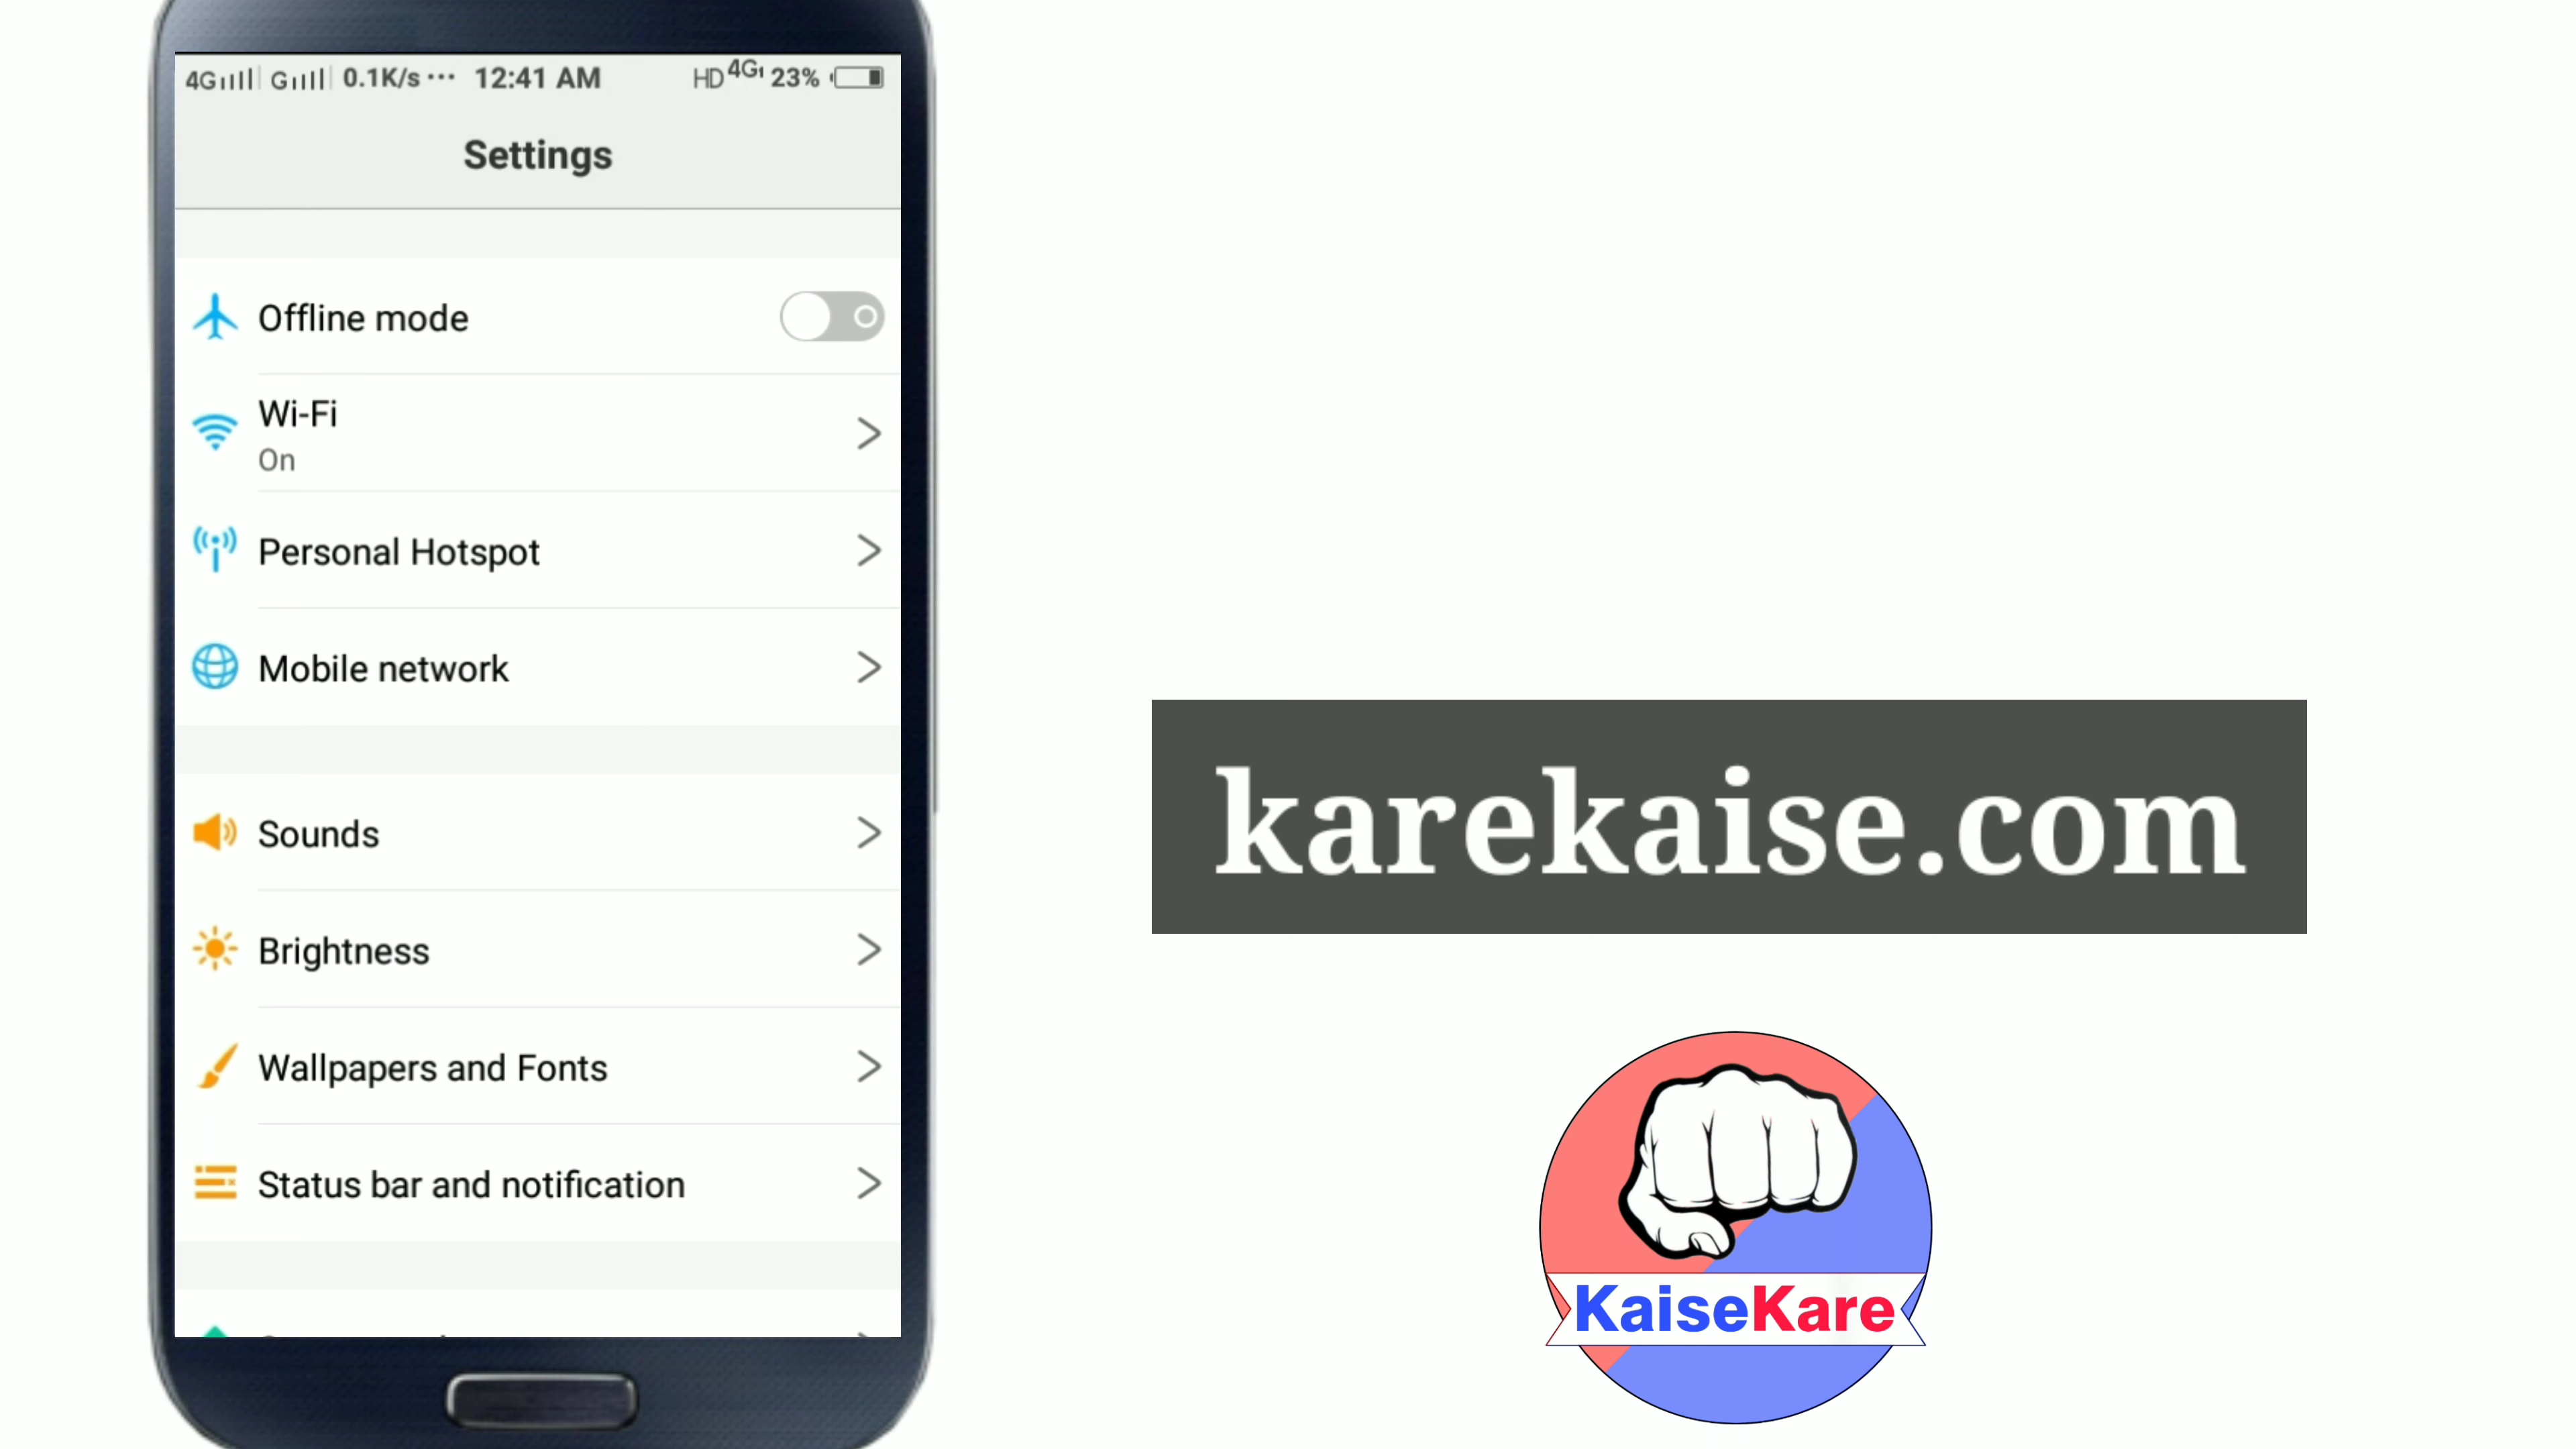 4G G 0.1K/s ··· 12:41 AM HD 4G 23%
Settings
Offline mode
Wi-Fi
On
Personal Hotspot
Mobile network
Sounds
Brightness
Wallpapers and Fonts
Status bar and notification
karekaise.com
KaiseKare